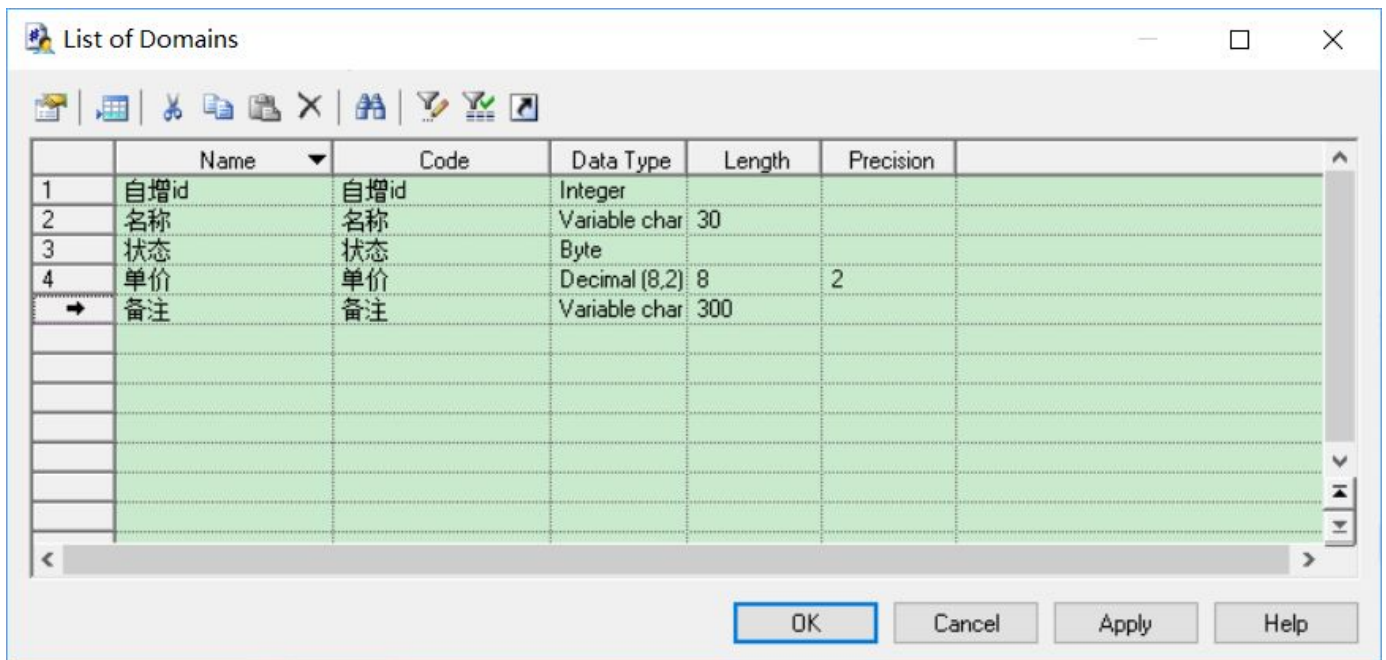 List of Domains
Name Code Data Type Length Precision
1 自增id 自增id Integer
2 名称 名称 Variable char 30
3 状态 状态 Byte
4 单价 单价 Decimal (8,2) 8 2
备注 备注 Variable char 300
OK Cancel Apply Help